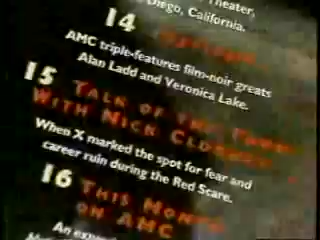 Theater,
Diego, California.
14
AMC triple-features film-noir greats
Alan Ladd and Veronica Lake.
15 TALK OF THE TOWN
WITH NICK
When X marked the spot for fear and
career ruin during the Red Scare.
16 THIS MONTH
ON AMC
An